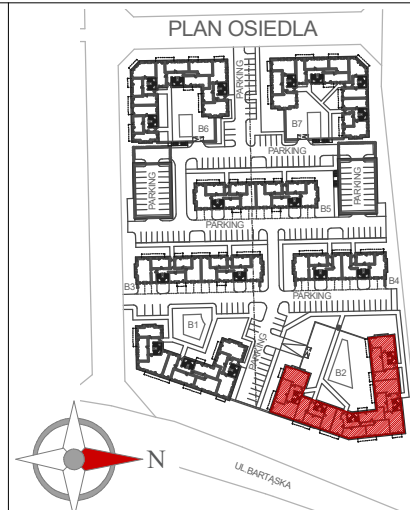 PLAN OSIEDLA
PARKING
B6
B7
PARKING
PARKING
PARKING
B5
PARKING
B3
B4
PARKING
B1
PARKING
B2
N
UL.BARTĄSKA